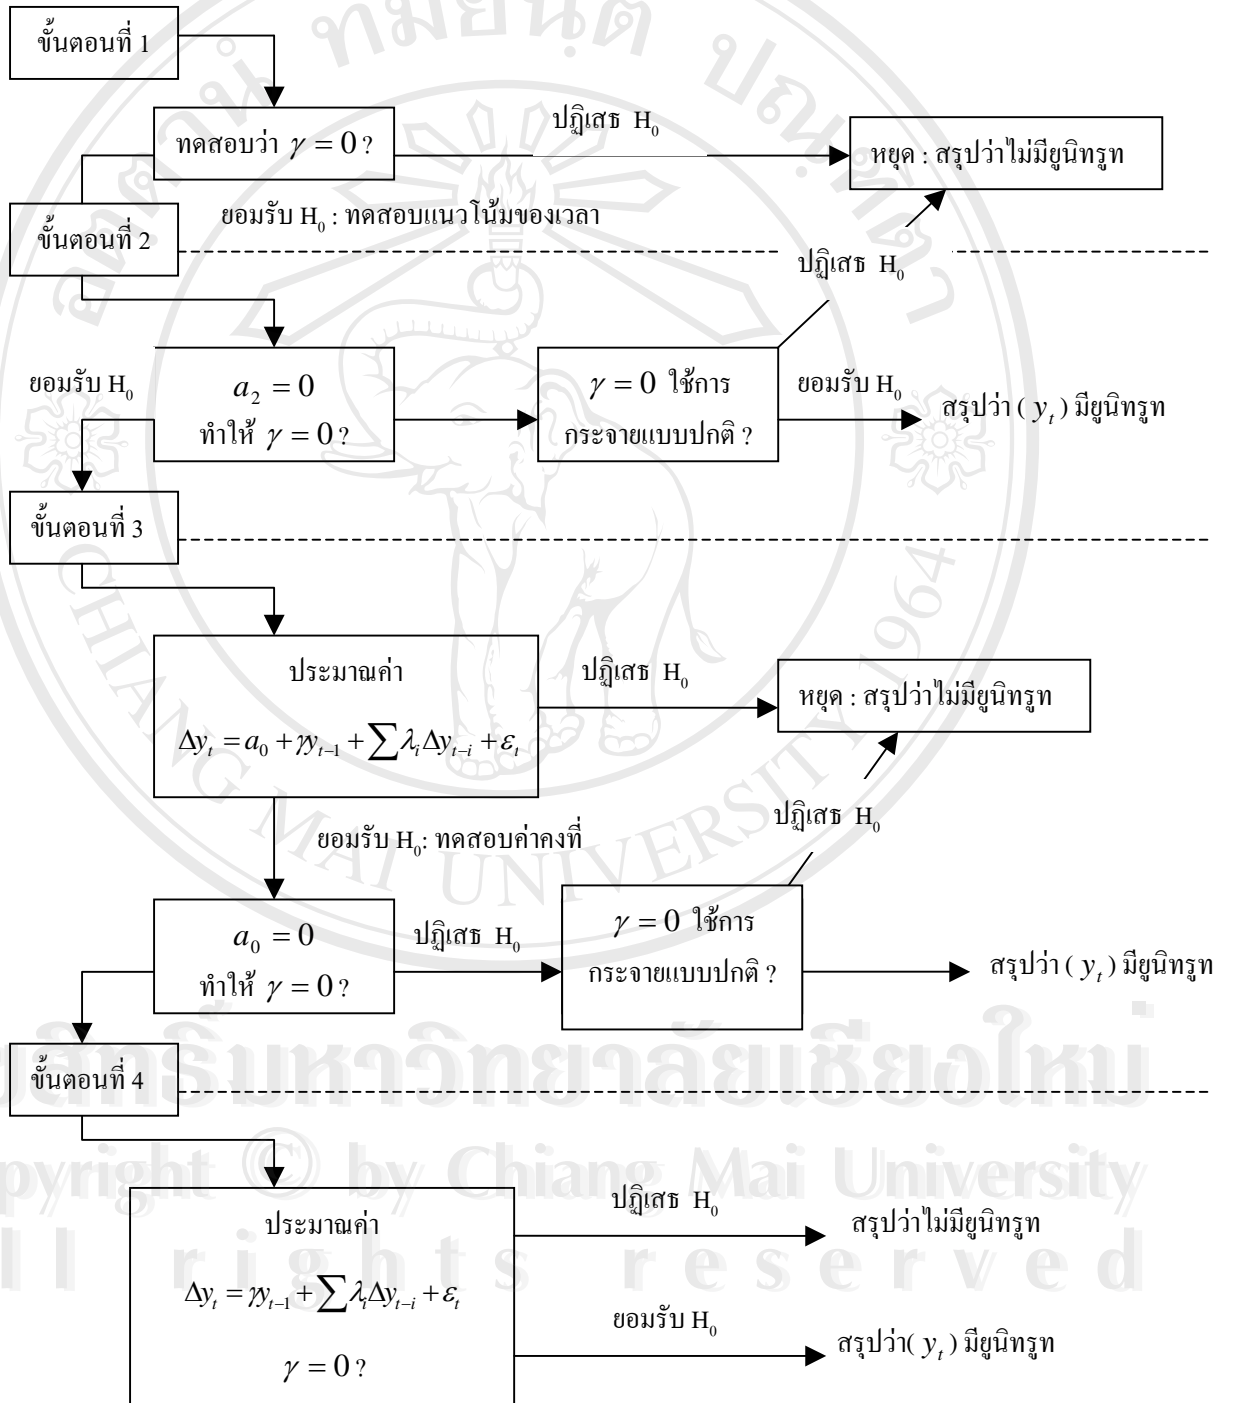 ขั้นตอนที่ 1
ทดสอบว่า γ = 0 ?
ปฏิเสธ H₀
หยุด : สรุปว่าไม่มียูนิทรูท
ยอมรับ H₀ : ทดสอบแนวโน้มของเวลา
ขั้นตอนที่ 2
ปฏิเสธ H₀
ยอมรับ H₀
a₂ = 0
ทำให้ γ = 0 ?
γ = 0 ใช้การ
กระจายแบบปกติ ?
ยอมรับ H₀
สรุปว่า ( yₜ ) มียูนิทรูท
ขั้นตอนที่ 3
ประมาณค่า
Δyₜ = a₀ + γyₜ₋₁ + ∑λᵢΔyₜ₋ᵢ + εₜ
ปฏิเสธ H₀
หยุด : สรุปว่าไม่มียูนิทรูท
ปฏิเสธ H₀
ยอมรับ H₀: ทดสอบค่าคงที่
a₀ = 0
ทำให้ γ = 0 ?
ปฏิเสธ H₀
γ = 0 ใช้การ
กระจายแบบปกติ ?
สรุปว่า ( yₜ ) มียูนิทรูท
ขั้นตอนที่ 4
ประมาณค่า
Δyₜ = γyₜ₋₁ + ∑λᵢΔyₜ₋ᵢ + εₜ
γ = 0 ?
ปฏิเสธ H₀
สรุปว่าไม่มียูนิทรูท
ยอมรับ H₀
สรุปว่า( yₜ ) มียูนิทรูท
CHIANG MAI UNIVERSITY 1964
สิทธิ์มหาวิทยาลัยเชียงใหม่
pyright © by Chiang Mai University
ll rights reserved